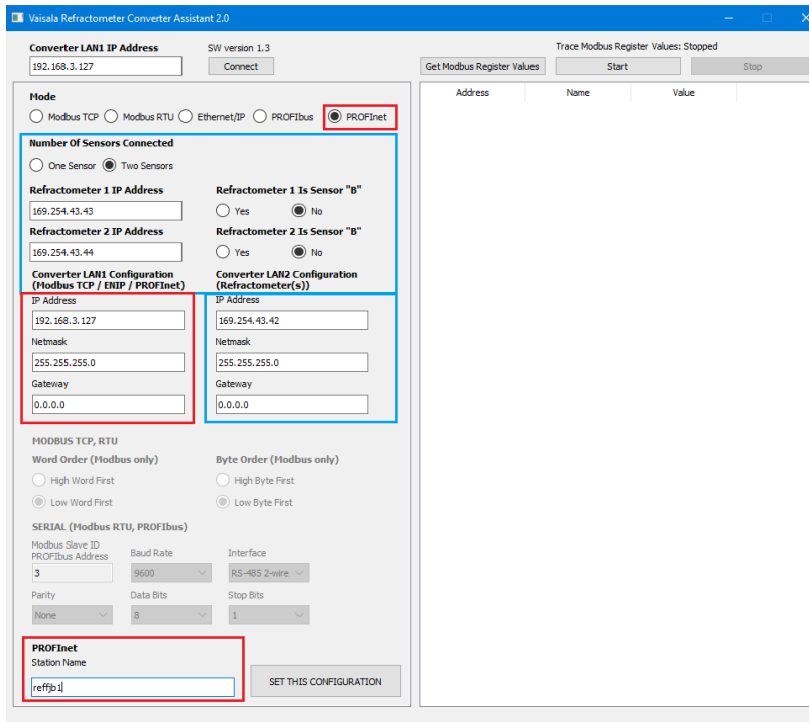 Vaisala Refractometer Converter Assistant 2.0
Converter LAN1 IP Address SW version 1.3
192.168.3.127 Connect
Trace Modbus Register Values: Stopped
Get Modbus Register Values Start Stop
Address Name Value
Mode
Modbus TCP Modbus RTU Ethernet/IP PROFIbus PROFInet
Number Of Sensors Connected
One Sensor Two Sensors
Refractometer 1 IP Address Refractometer 1 Is Sensor "B"
169.254.43.43 Yes No
Refractometer 2 IP Address Refractometer 2 Is Sensor "B"
169.254.43.44 Yes No
Converter LAN1 Configuration Converter LAN2 Configuration
(Modbus TCP / ENIP / PROFInet) (Refractometer(s))
IP Address IP Address
192.168.3.127 169.254.43.42
Netmask Netmask
255.255.255.0 255.255.255.0
Gateway Gateway
0.0.0.0 0.0.0.0
MODBUS TCP, RTU
Word Order (Modbus only) Byte Order (Modbus only)
High Word First High Byte First
Low Word First Low Byte First
SERIAL (Modbus RTU, PROFIbus)
Modbus Slave ID
PROFIbus Address Baud Rate Interface
3 9600 RS-485 2-wire
Parity Data Bits Stop Bits
None 8 1
PROFInet
Station Name
reffjb1 SET THIS CONFIGURATION